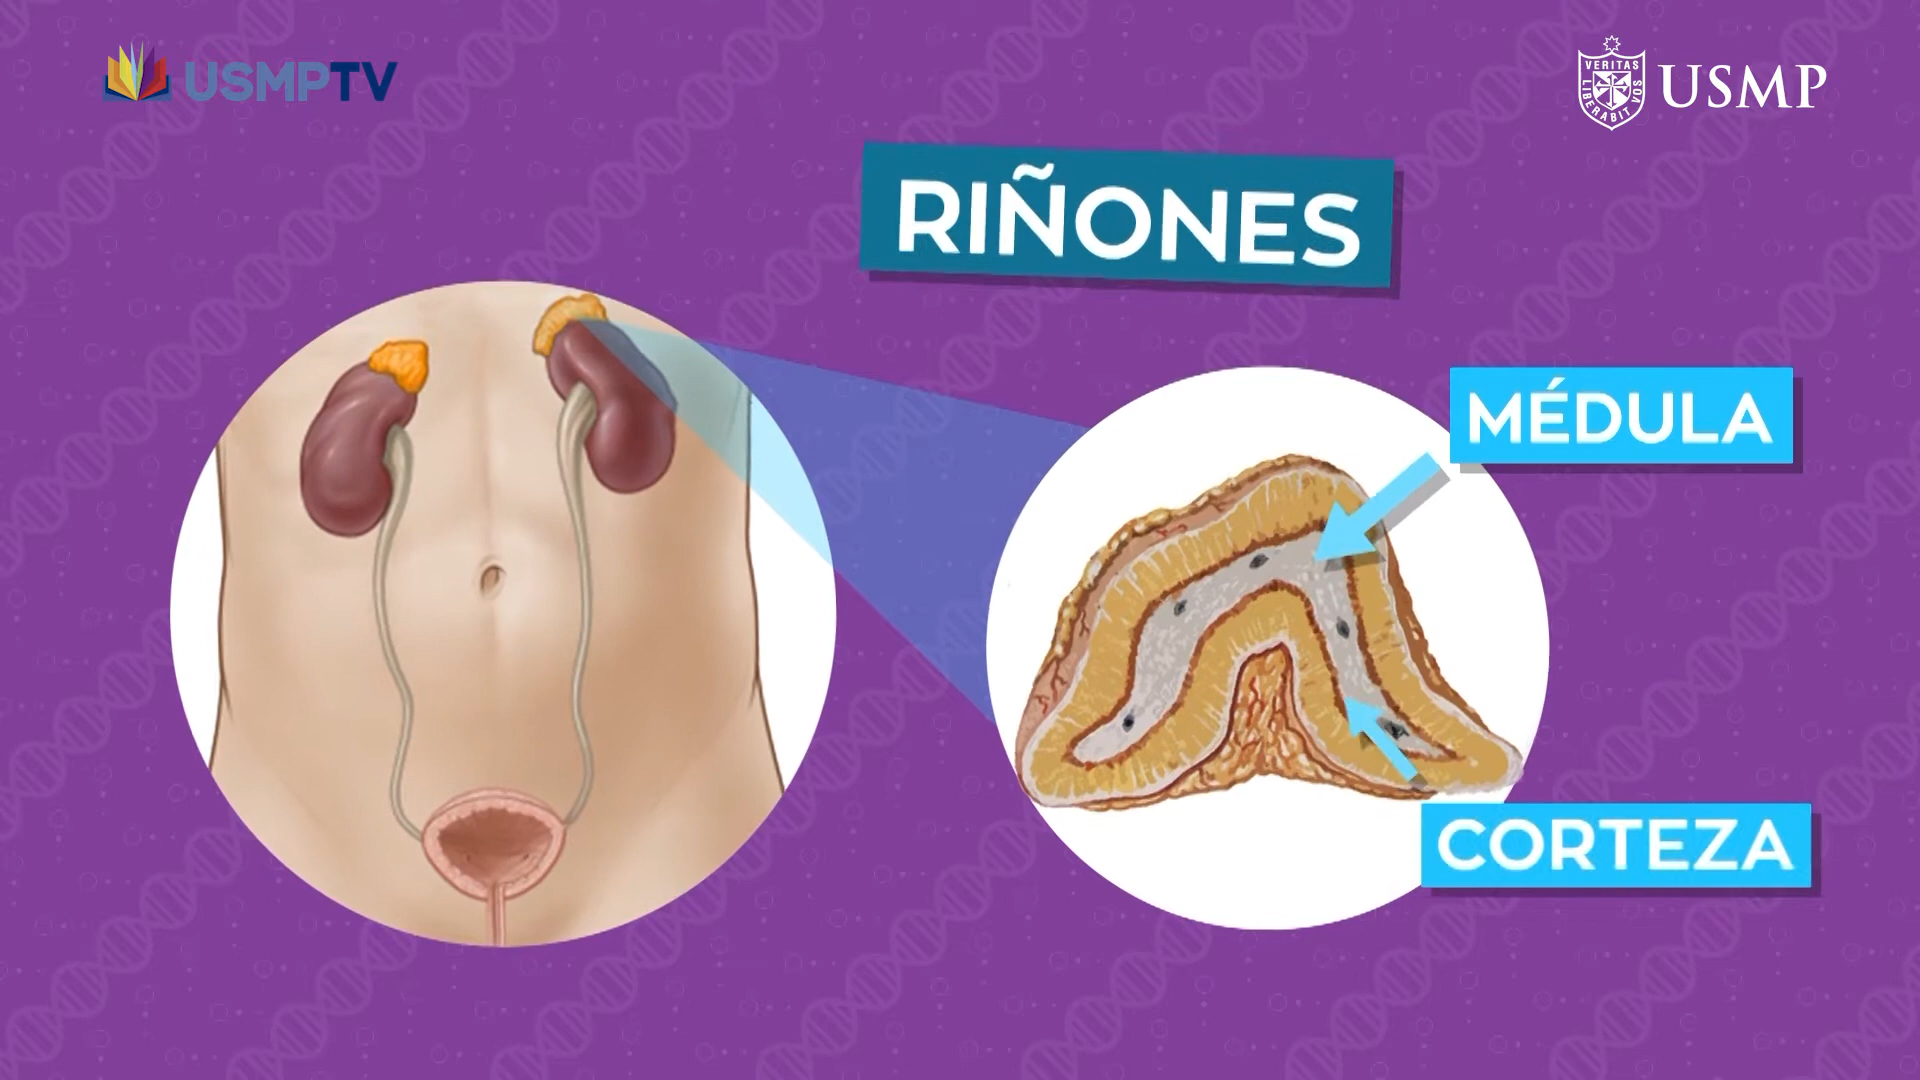 USMPTV
VERITAS
LIBERABIT VOS
USMP
RIÑONES
MÉDULA
CORTEZA